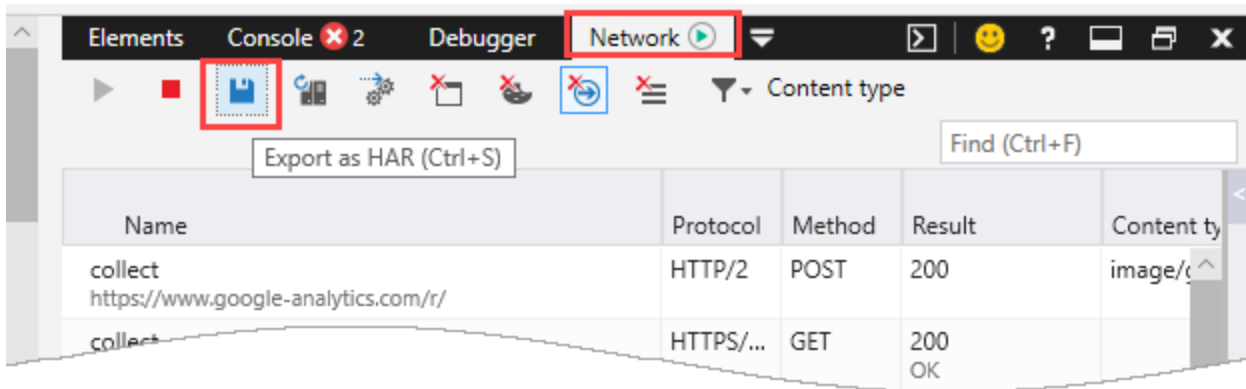 Elements Console 2 Debugger Network ?
Content type
Find (Ctrl+F)
Export as HAR (Ctrl+S)
Name Protocol Method Result Content ty
collect HTTP/2 POST 200 image/g
https://www.google-analytics.com/r/
collect HTTPS/... GET 200
OK